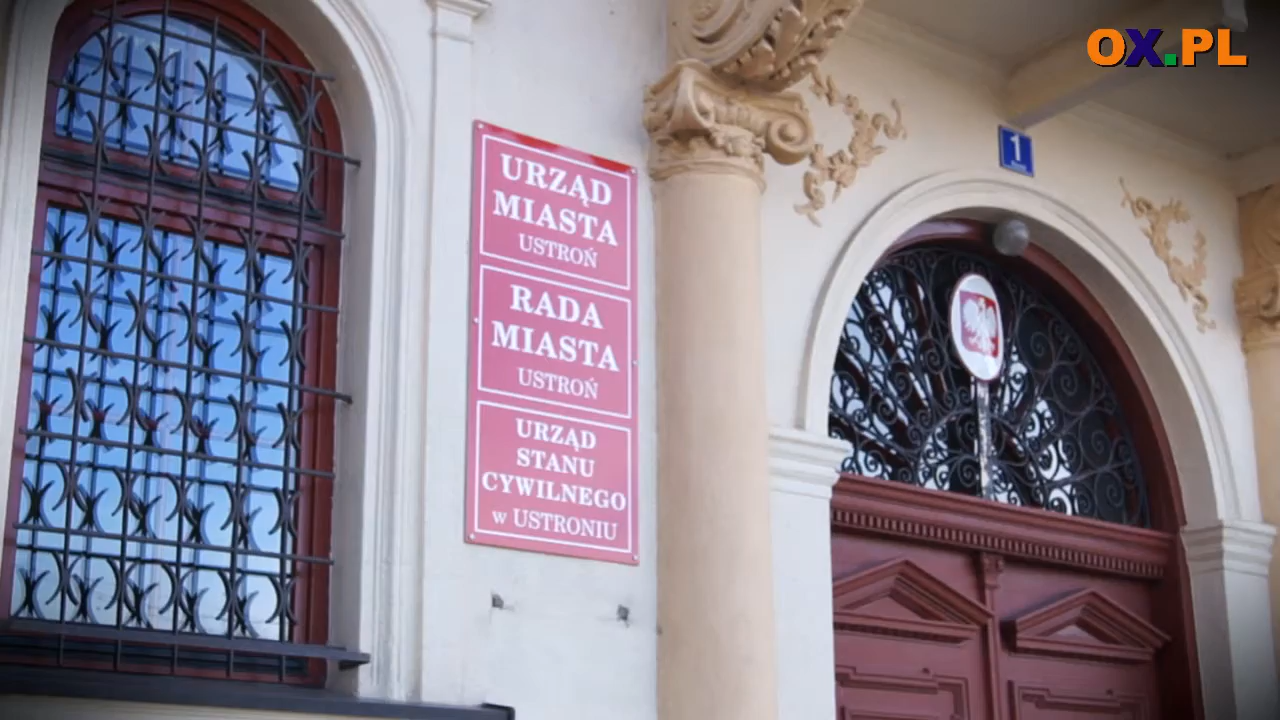 OX.PL
1
URZĄD
MIASTA
USTROŃ
RADA
MIASTA
USTROŃ
URZĄD
STANU
CYWILNEGO
w USTRONIU